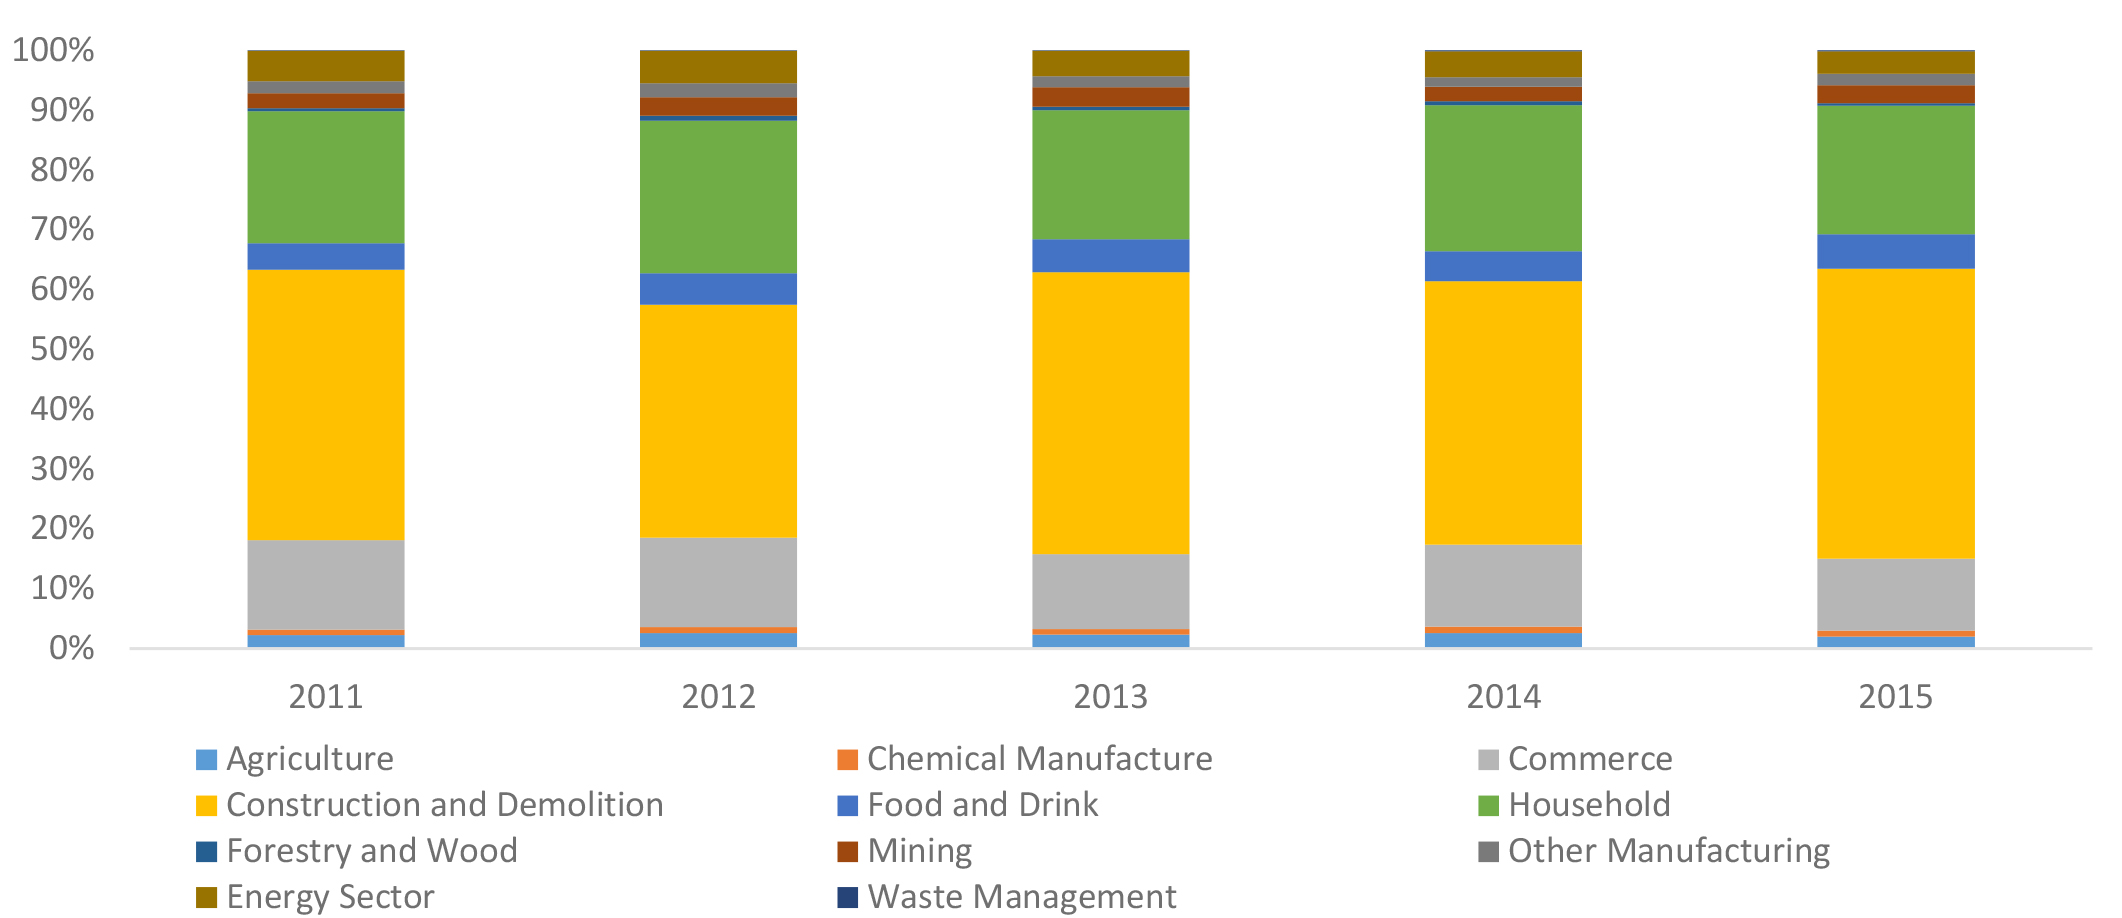 100%
90%
80%
70%
60%
50%
40%
30%
20%
10%
0%
2011 2012 2013 2014 2015
Agriculture Chemical Manufacture Commerce
Construction and Demolition Food and Drink Household
Forestry and Wood Mining Other Manufacturing
Energy Sector Waste Management